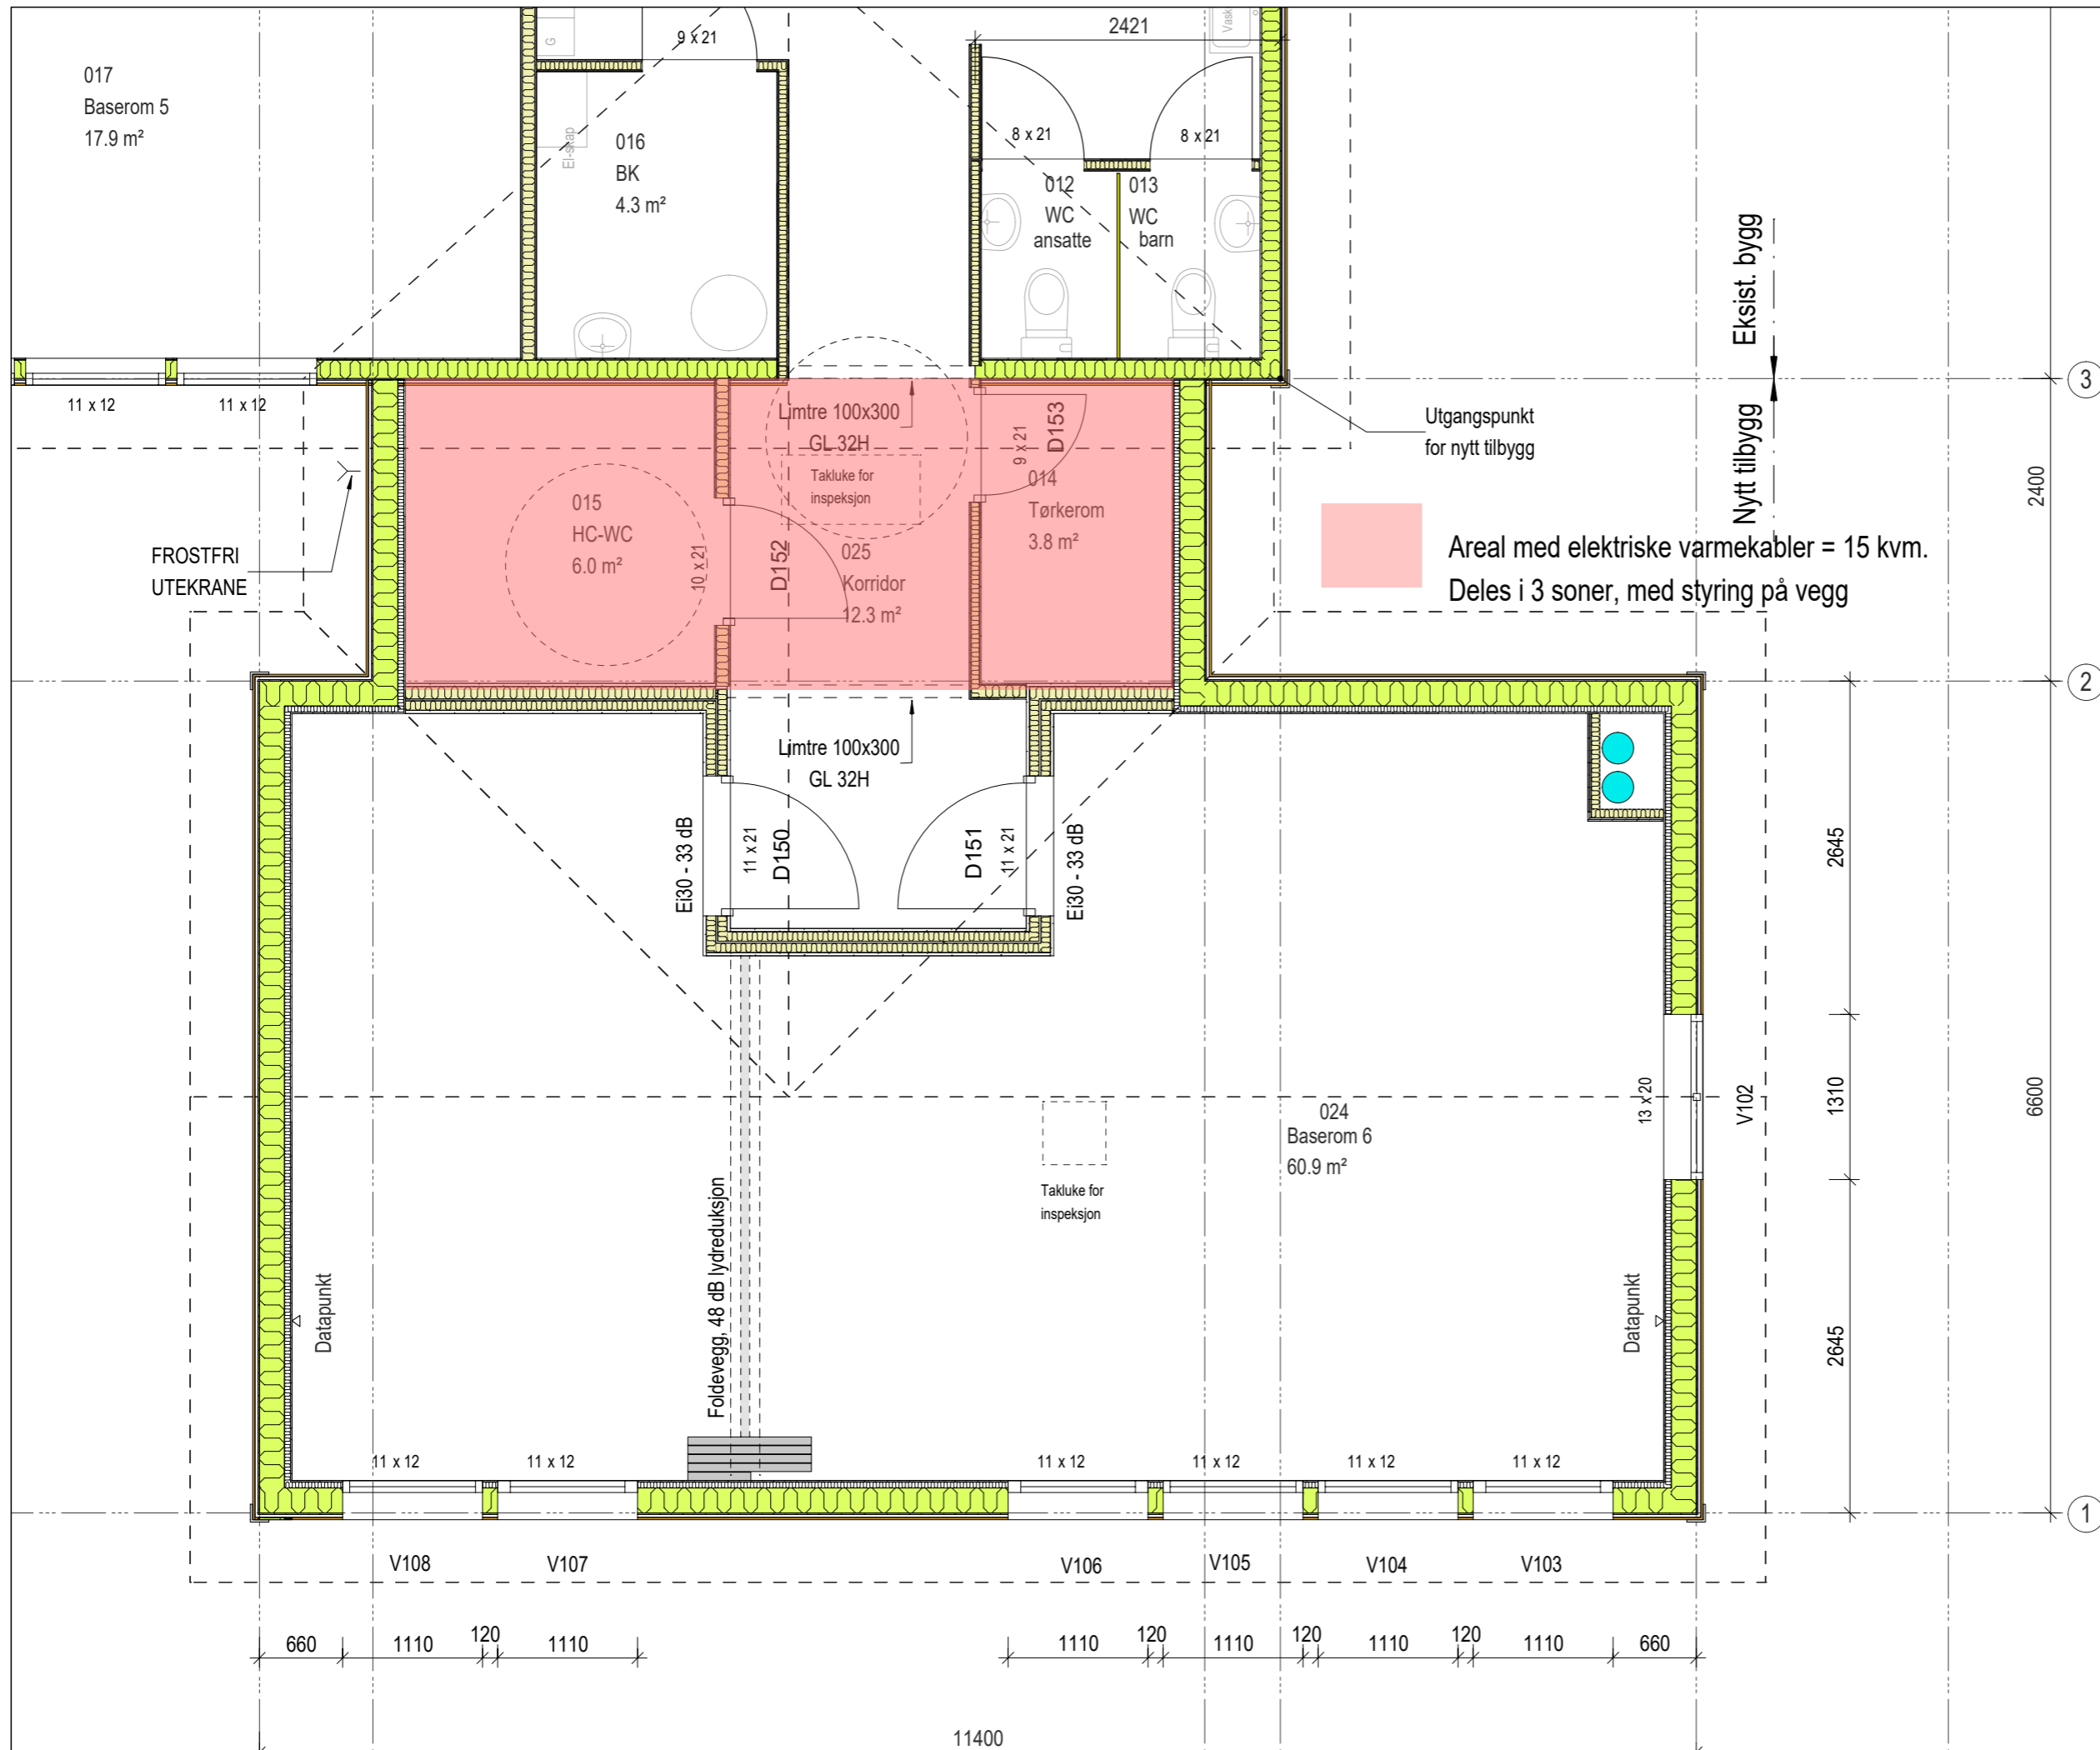 017
Baserom 5
17.9 m²
G
9 x 21
El-skap
016
BK
4.3 m²
2421
Vask
8 x 21
8 x 21
012
WC
ansatte
013
WC
barn
Eksist. bygg
Nytt tilbygg
3
11 x 12
11 x 12
Limtre 100x300
GL 32H
Takluke for
inspeksjon
9 x 21
D153
014
Tørkerom
3.8 m²
015
HC-WC
6.0 m²
10 x 21
D152
025
Korridor
12.3 m²
Utgangspunkt
for nytt tilbygg
2400
FROSTFRI
UTEKRANE
Areal med elektriske varmekabler = 15 kvm.
Deles i 3 soner, med styring på vegg
2
Limtre 100x300
GL 32H
Ei30 - 33 dB
11 x 21
D150
D151
11 x 21
Ei30 - 33 dB
2645
1310
6600
2645
13 x 20
V102
024
Baserom 6
60.9 m²
Takluke for
inspeksjon
Foldevegg, 48 dB lydreduksjon
Datapunkt
Datapunkt
11 x 12
11 x 12
11 x 12
11 x 12
11 x 12
11 x 12
1
V108
V107
V106
V105
V104
V103
660
1110
120
1110
1110
120
1110
120
1110
120
1110
660
11400